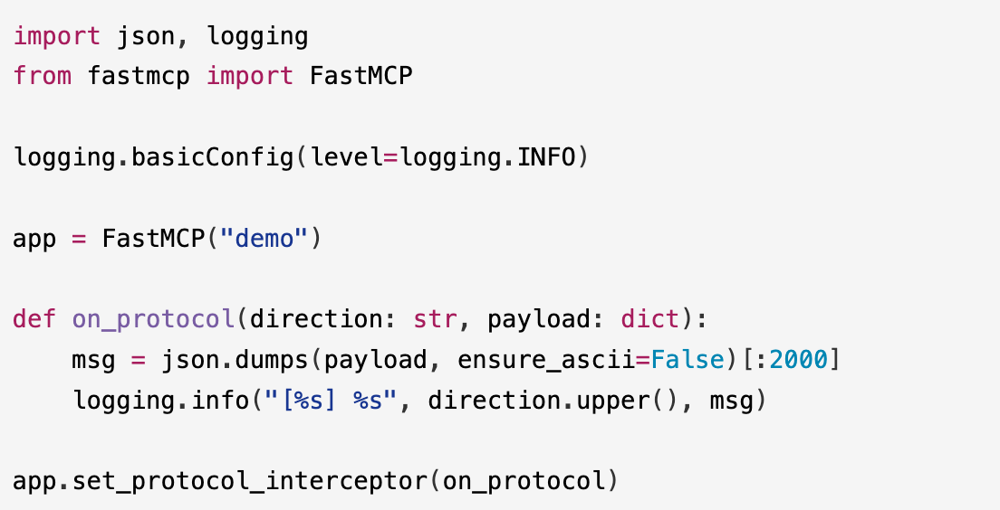 import json, logging
from fastmcp import FastMCP
logging.basicConfig(level=logging.INFO)
app = FastMCP("demo")
def on_protocol(direction: str, payload: dict):
    msg = json.dumps(payload, ensure_ascii=False)[:2000]
    logging.info("[%s] %s", direction.upper(), msg)
app.set_protocol_interceptor(on_protocol)